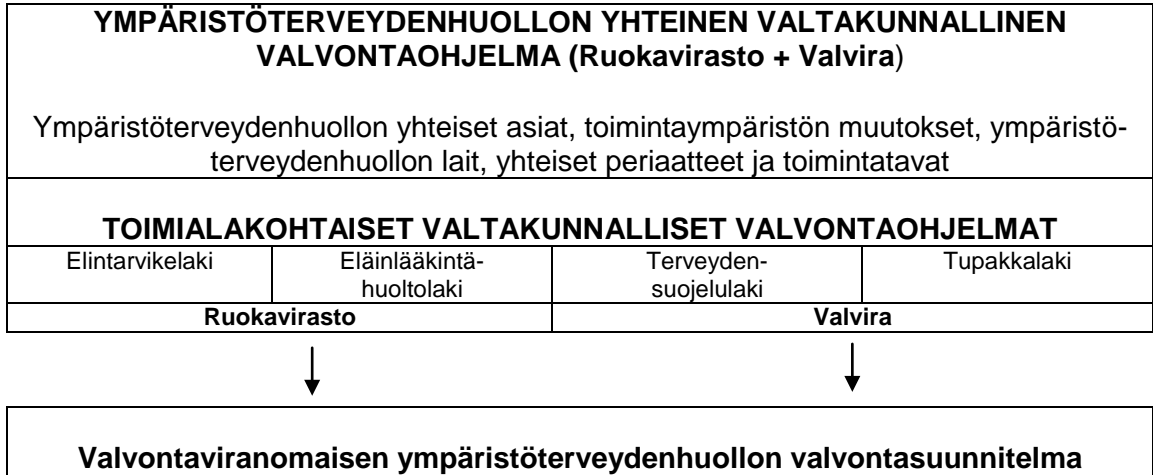 YMPÄRISTÖTERVEYDENHUOLLON YHTEINEN VALTAKUNNALLINEN
VALVONTAOHJELMA (Ruokavirasto + Valvira)
Ympäristöterveydenhuollon yhteiset asiat, toimintaympäristön muutokset, ympäristö-
terveydenhuollon lait, yhteiset periaatteet ja toimintatavat
TOIMIALAKOHTAISET VALTAKUNNALLISET VALVONTAOHJELMAT
Elintarvikelaki
Eläinlääkintä-
huoltolaki
Terveyden-
suojelulaki
Tupakkalaki
Ruokavirasto
Valvira
Valvontaviranomaisen ympäristöterveydenhuollon valvontasuunnitelma